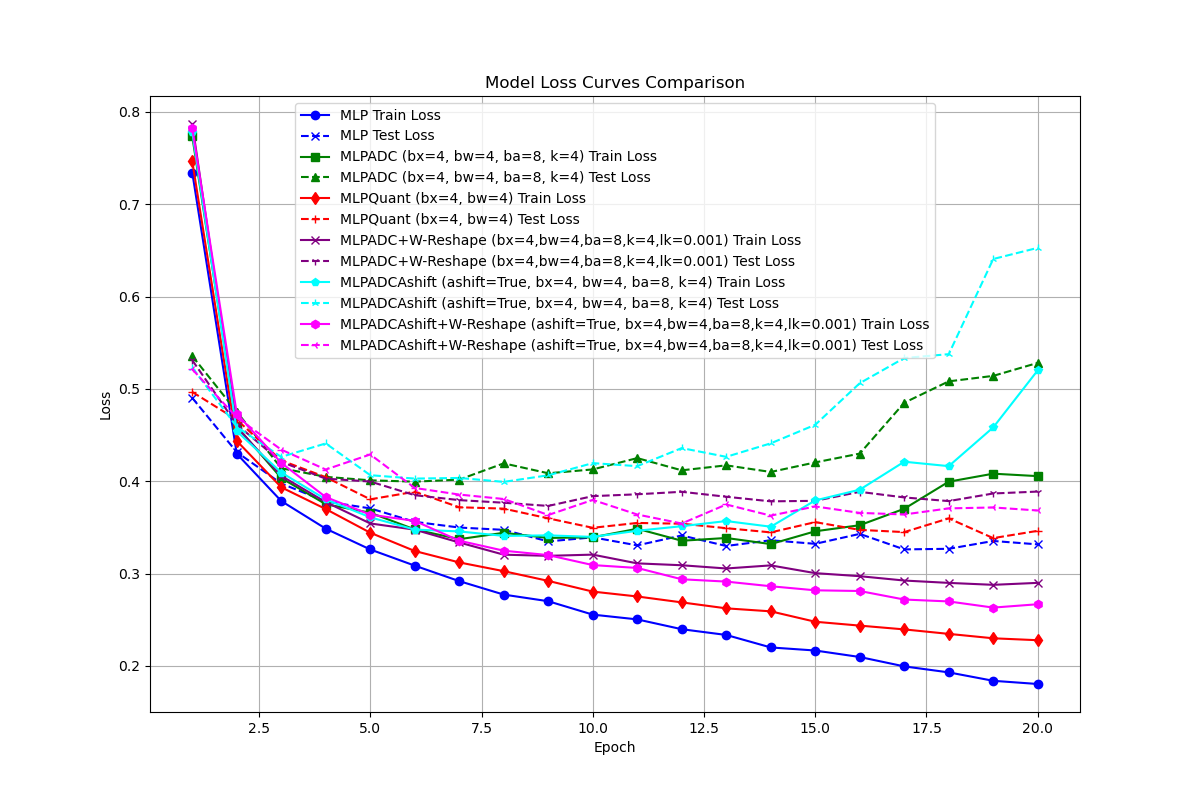 Model Loss Curves Comparison
MLP Train Loss
MLP Test Loss
MLPADC (bx=4, bw=4, ba=8, k=4) Train Loss
MLPADC (bx=4, bw=4, ba=8, k=4) Test Loss
MLPQuant (bx=4, bw=4) Train Loss
MLPQuant (bx=4, bw=4) Test Loss
MLPADC+W-Reshape (bx=4,bw=4,ba=8,k=4,lk=0.001) Train Loss
MLPADC+W-Reshape (bx=4,bw=4,ba=8,k=4,lk=0.001) Test Loss
MLPADCAshift (ashift=True, bx=4, bw=4, ba=8, k=4) Train Loss
MLPADCAshift (ashift=True, bx=4, bw=4, ba=8, k=4) Test Loss
MLPADCAshift+W-Reshape (ashift=True, bx=4,bw=4,ba=8,k=4,lk=0.001) Train Loss
MLPADCAshift+W-Reshape (ashift=True, bx=4,bw=4,ba=8,k=4,lk=0.001) Test Loss
Loss
0.8
0.7
0.6
0.5
0.4
0.3
0.2
2.5 5.0 7.5 10.0 12.5 15.0 17.5 20.0
Epoch